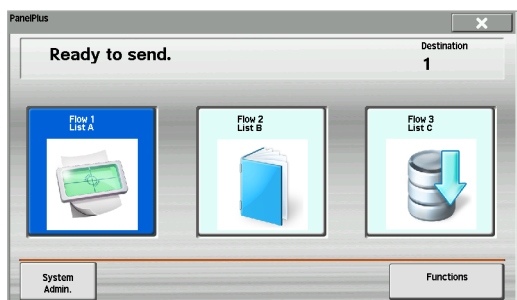 PanelPlus
Ready to send.
Destination
1
Flow 1
List A
Flow 2
List B
Flow 3
List C
System
Admin.
Functions